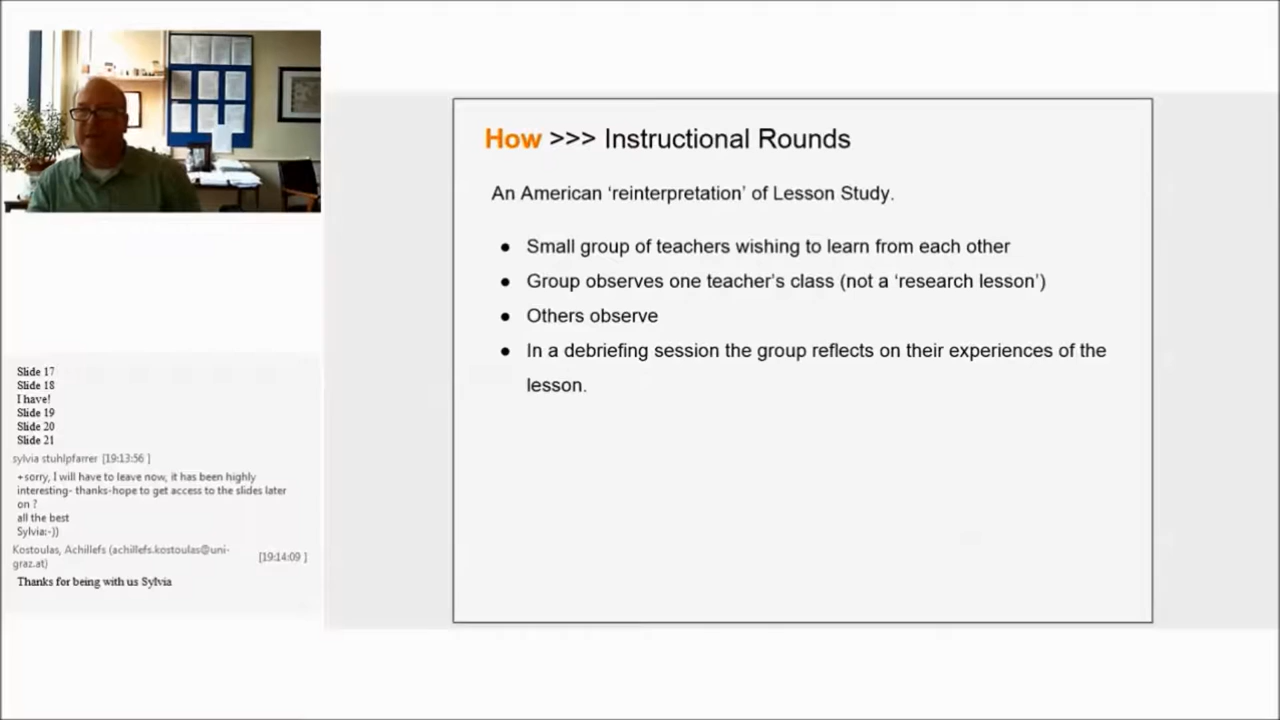 How >>> Instructional Rounds
An American ‘reinterpretation’ of Lesson Study.
● Small group of teachers wishing to learn from each other
● Group observes one teacher’s class (not a ‘research lesson’)
● Others observe
● In a debriefing session the group reflects on their experiences of the
lesson.
Slide 17
Slide 18
I have!
Slide 19
Slide 20
Slide 21
sylvia stuhlpfarrer [19:13:56 ]
+sorry, I will have to leave now, it has been highly
interesting- thanks-hope to get access to the slides later
on ?
all the best
Sylvia:-))
Kostoulas, Achillefs (achillefs.kostoulas@uni-
graz.at) [19:14:09 ]
Thanks for being with us Sylvia